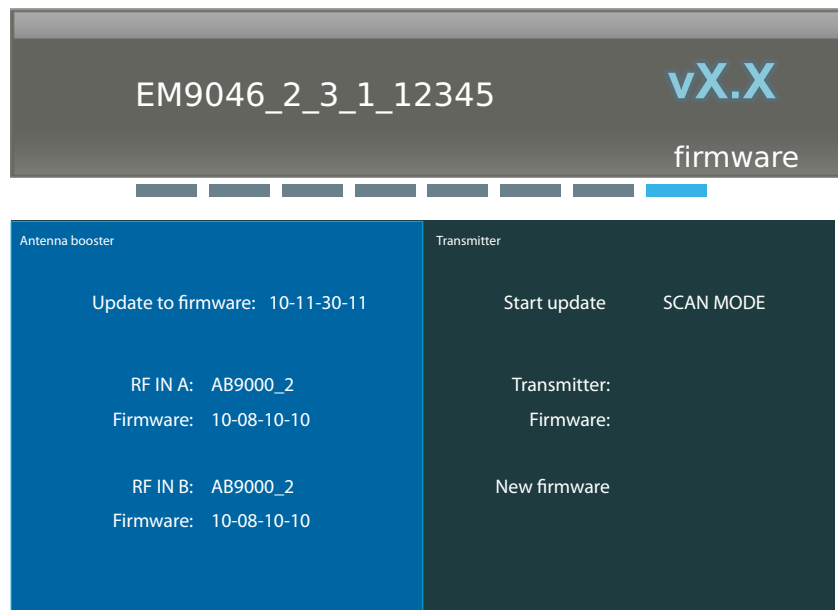 EM9046_2_3_1_12345
vX.X
firmware
Antenna booster
Update to firmware: 10-11-30-11
RF IN A: AB9000_2
Firmware: 10-08-10-10
RF IN B: AB9000_2
Firmware: 10-08-10-10
Transmitter
Start update SCAN MODE
Transmitter:
Firmware:
New firmware